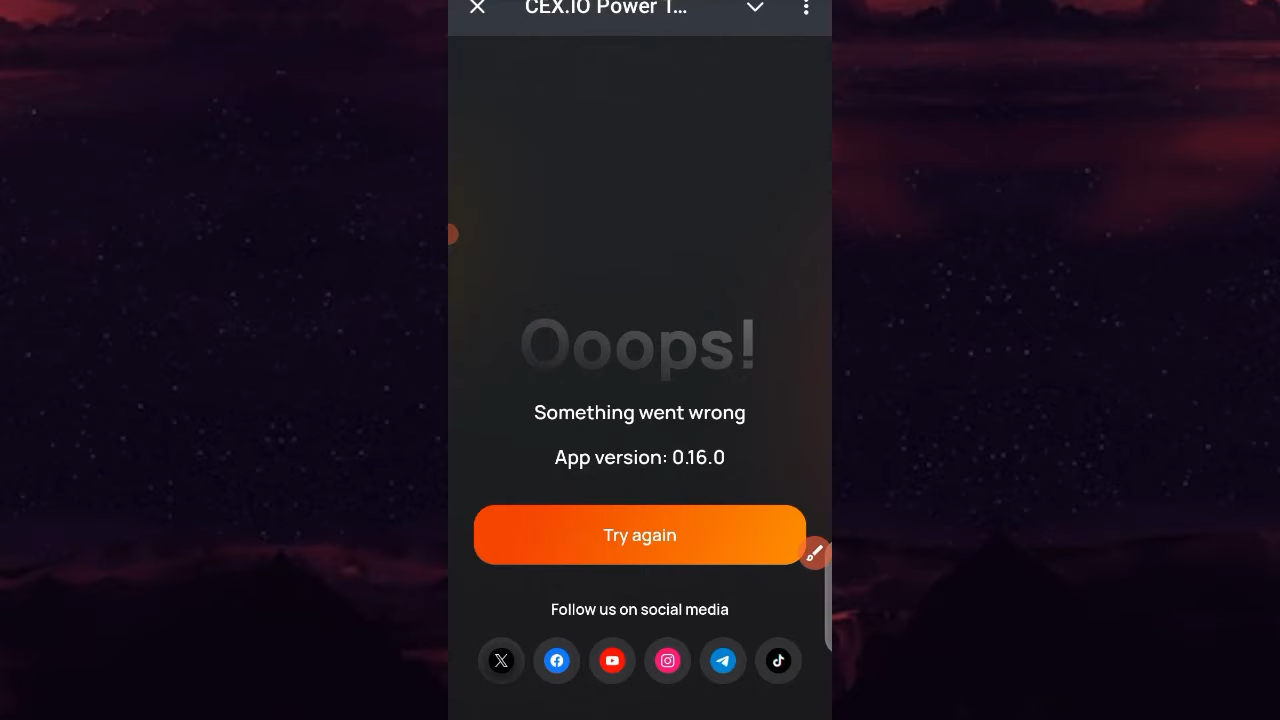 CEX.IO Power T...
Ooops!
Something went wrong
App version: 0.16.0
Try again
Follow us on social media